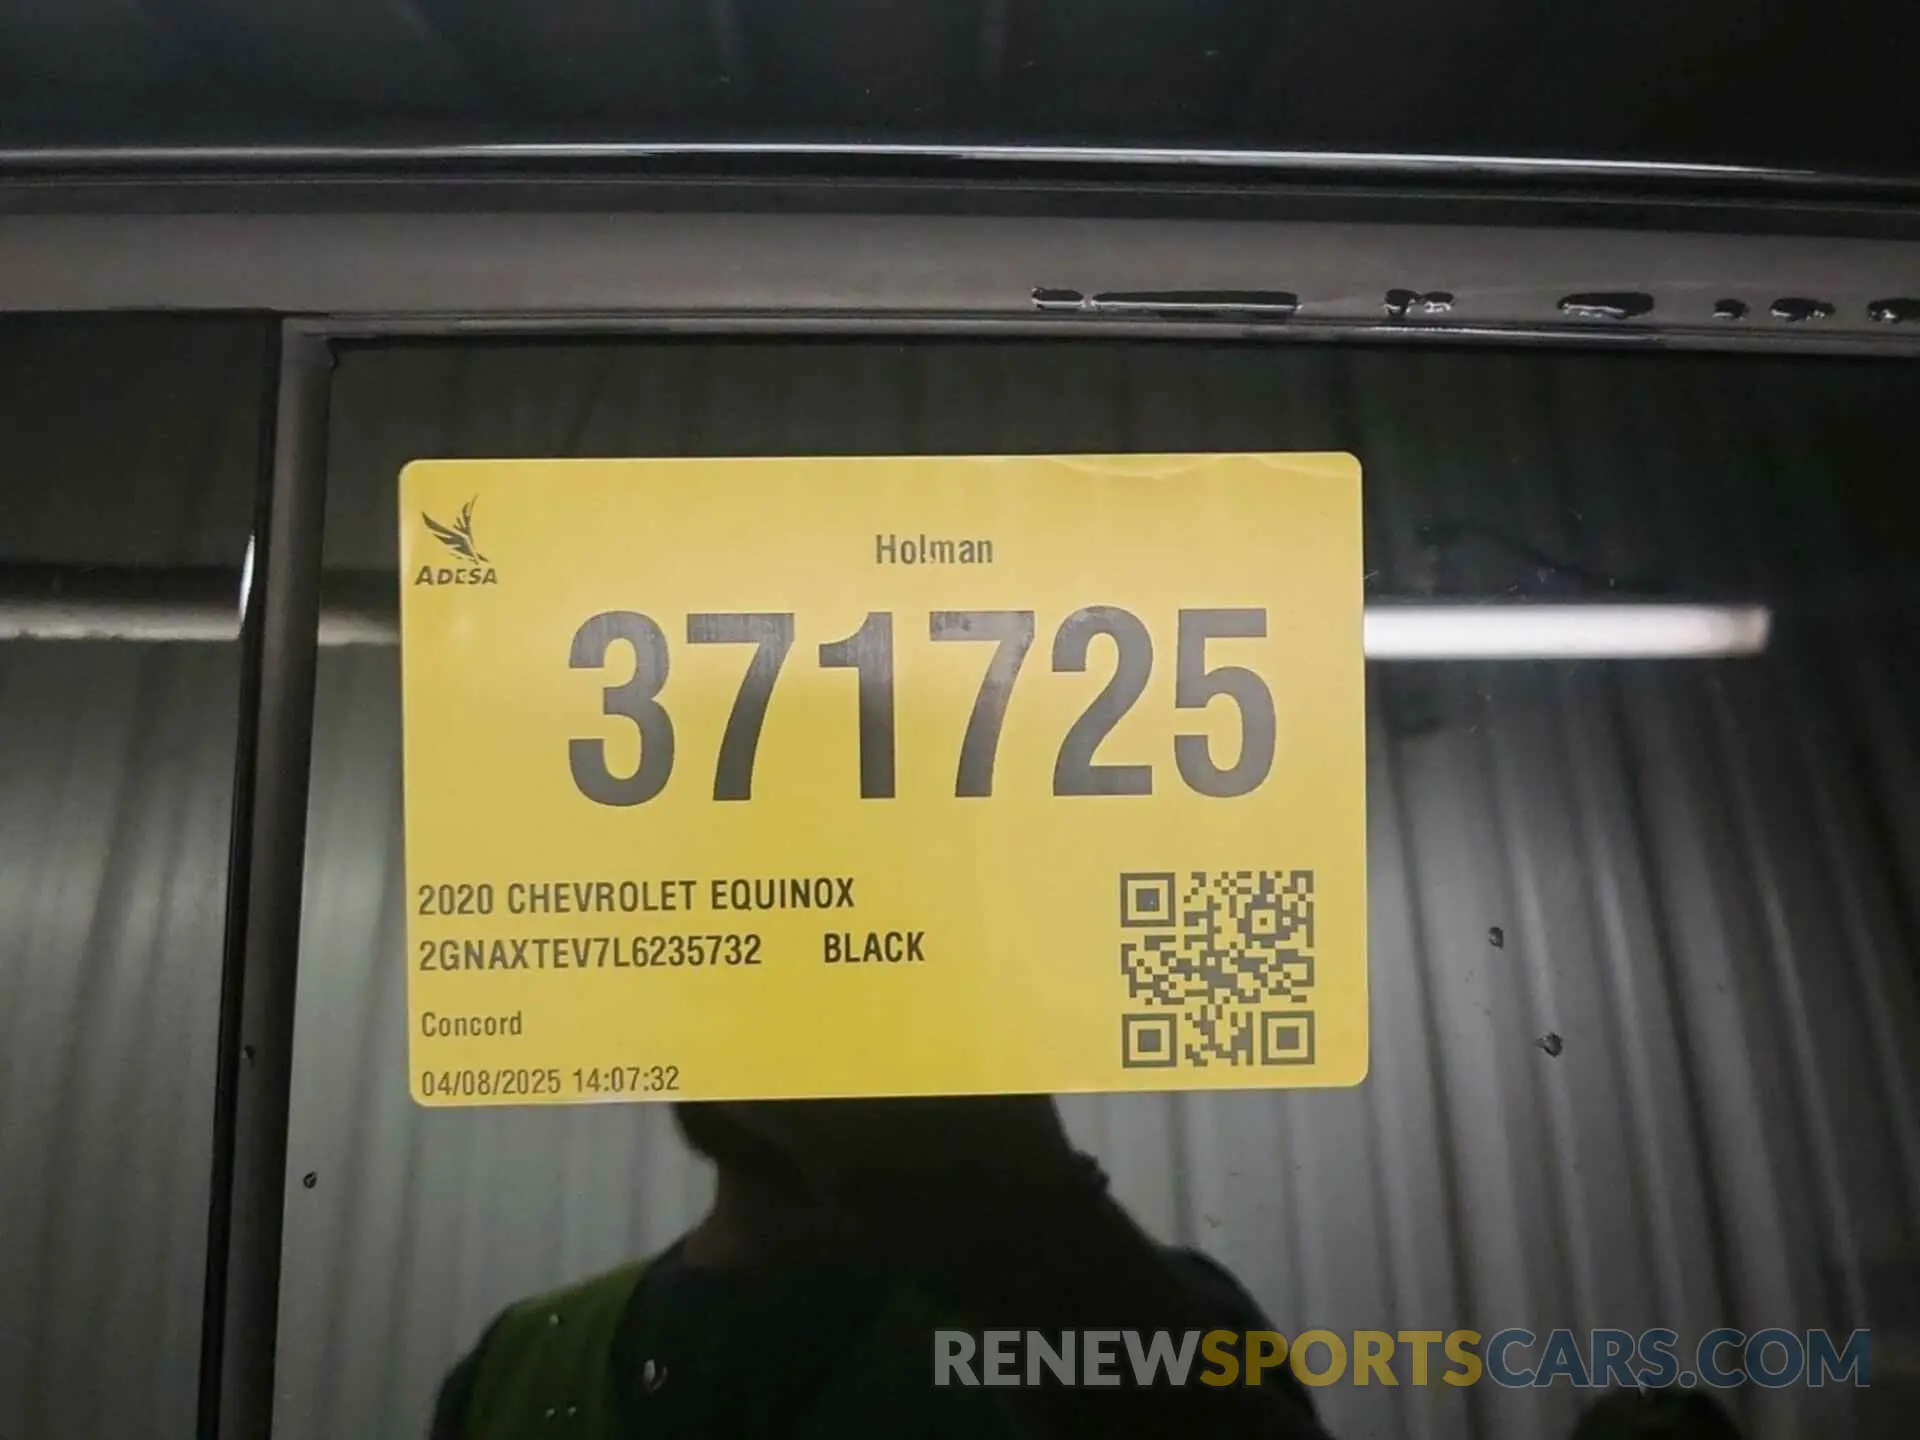 ADESA
Holman
371725
2020 CHEVROLET EQUINOX
2GNAXTEV7L6235732 BLACK
Concord
04/08/2025 14:07:32
RENEWSPORTSCARS.COM